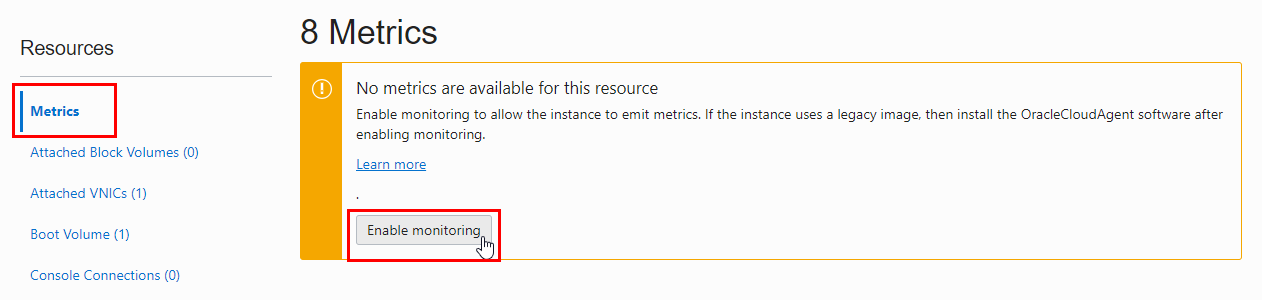 Resources
Metrics
Attached Block Volumes (0)
Attached VNICs (1)
Boot Volume (1)
Console Connections (0)
8 Metrics
No metrics are available for this resource
Enable monitoring to allow the instance to emit metrics. If the instance uses a legacy image, then install the OracleCloudAgent software after
enabling monitoring.
Learn more
.
Enable monitoring